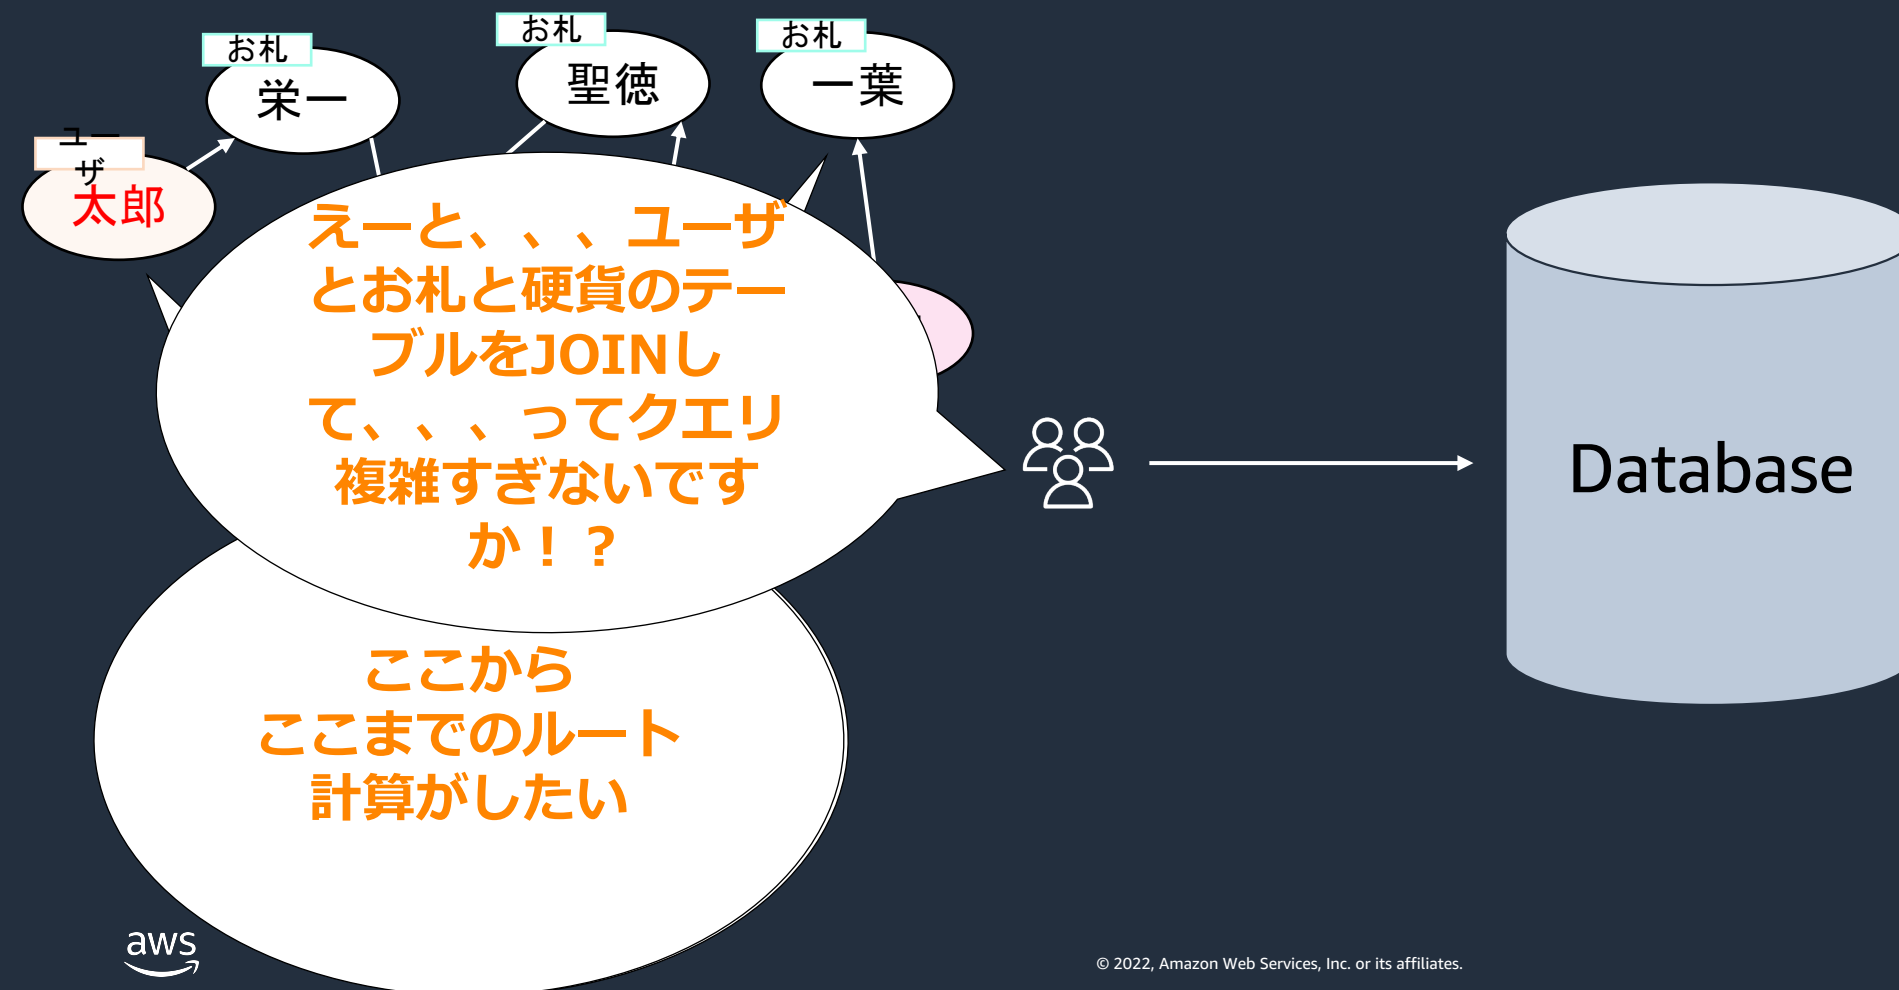 お札
栄一
お札
聖徳
お札
一葉
ユー
ザ
太郎
えーと、、、ユーザ
とお札と硬貨のテー
ブルをJOINし
て、、、ってクエリ
複雑すぎないです
か！？
ここから
ここまでのルート
計算がしたい
Database
aws
© 2022, Amazon Web Services, Inc. or its affiliates.